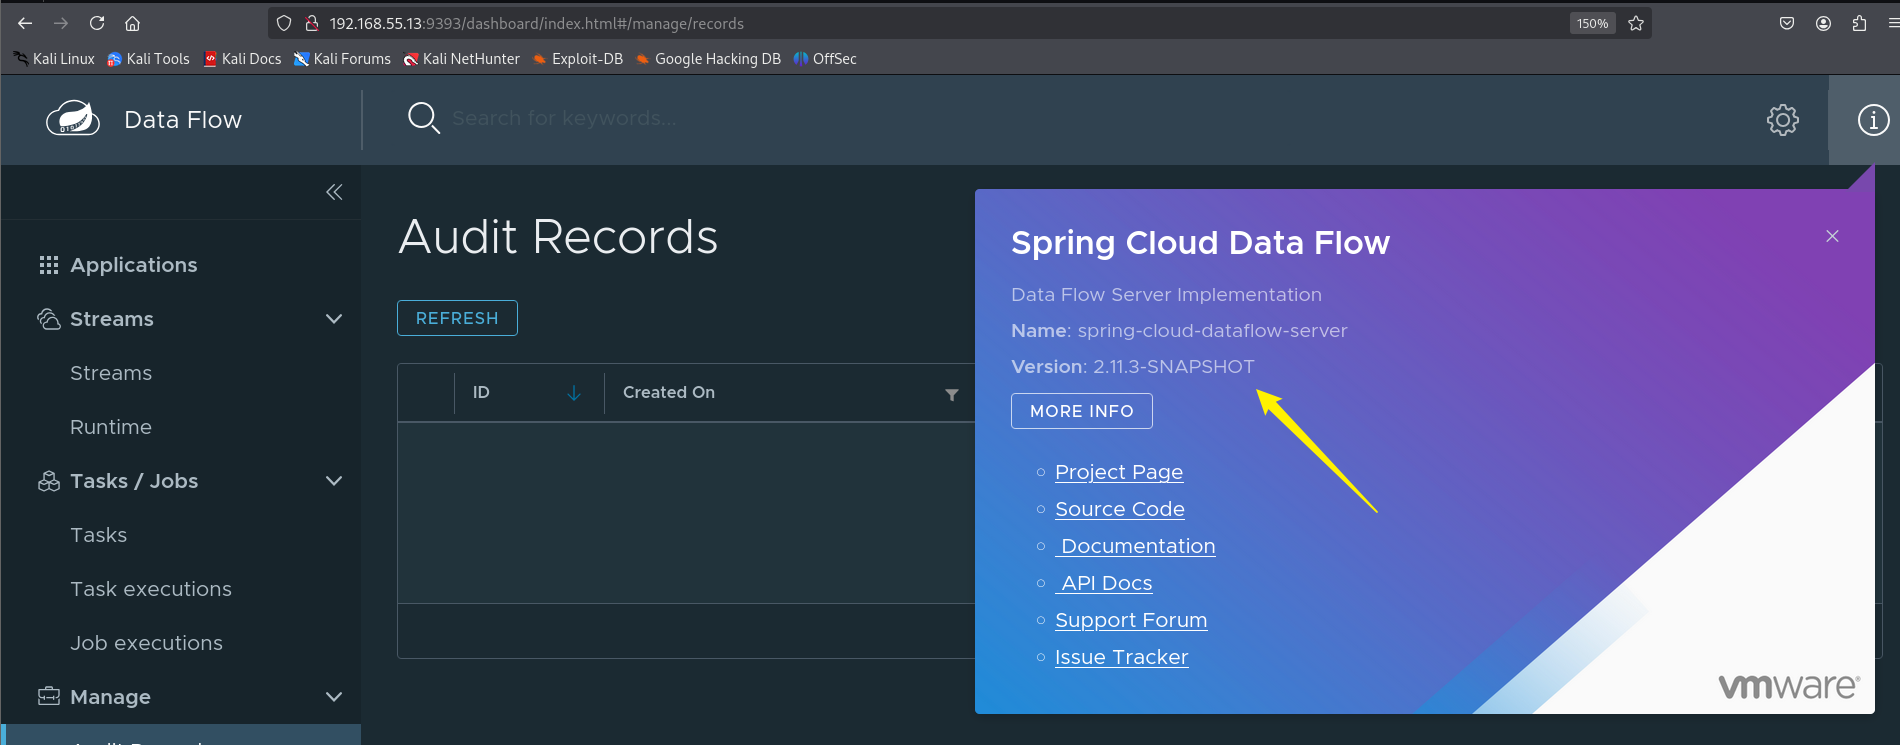 192.168.55.13:9393/dashboard/index.html#/manage/records
150%
Kali Linux Kali Tools Kali Docs Kali Forums Kali NetHunter Exploit-DB Google Hacking DB OffSec
Data Flow
Search for keywords...
Applications
Streams
Streams
Runtime
Tasks / Jobs
Tasks
Task executions
Job executions
Manage
Audit Records
REFRESH
ID Created On
Spring Cloud Data Flow
Data Flow Server Implementation
Name: spring-cloud-dataflow-server
Version: 2.11.3-SNAPSHOT
MORE INFO
Project Page
Source Code
Documentation
API Docs
Support Forum
Issue Tracker
vmware®